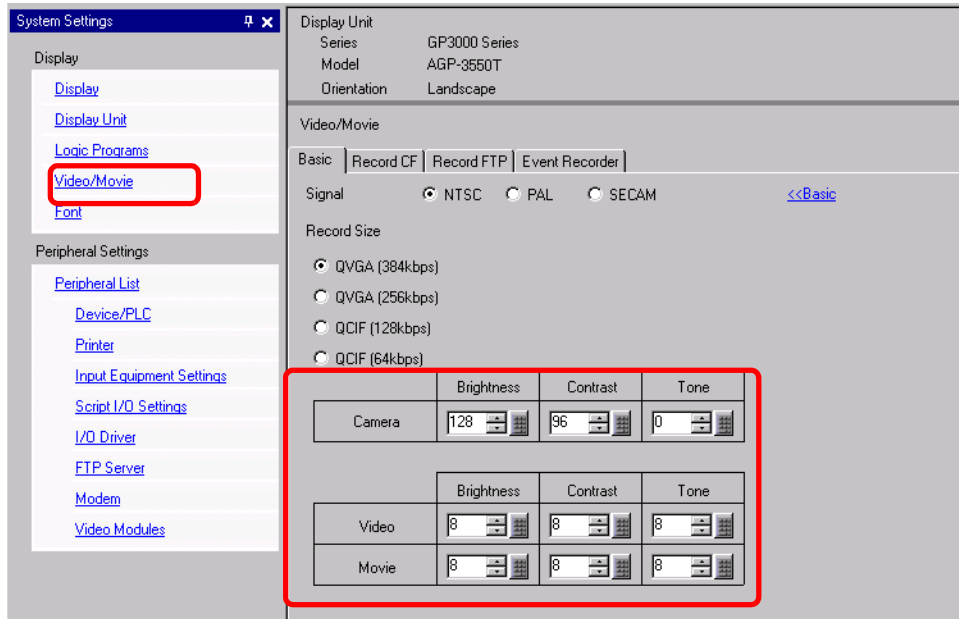 System Settings
Display
Display
Display Unit
Logic Programs
Video/Movie
Font
Peripheral Settings
Peripheral List
Device/PLC
Printer
Input Equipment Settings
Script I/O Settings
I/O Driver
FTP Server
Modem
Video Modules
Display Unit
Series GP3000 Series
Model AGP-3550T
Orientation Landscape
Video/Movie
Basic Record CF Record FTP Event Recorder
Signal NTSC PAL SECAM <<Basic
Record Size
QVGA (384kbps)
QVGA (256kbps)
QCIF (128kbps)
QCIF (64kbps)
Brightness Contrast Tone
Camera 128 96 0
Brightness Contrast Tone
Video 8 8 8
Movie 8 8 8